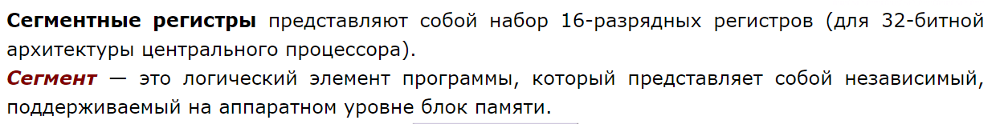 Сегментные регистры представляют собой набор 16-разрядных регистров (для 32-битной
архитектуры центрального процессора).
Сегмент — это логический элемент программы, который представляет собой независимый,
поддерживаемый на аппаратном уровне блок памяти.